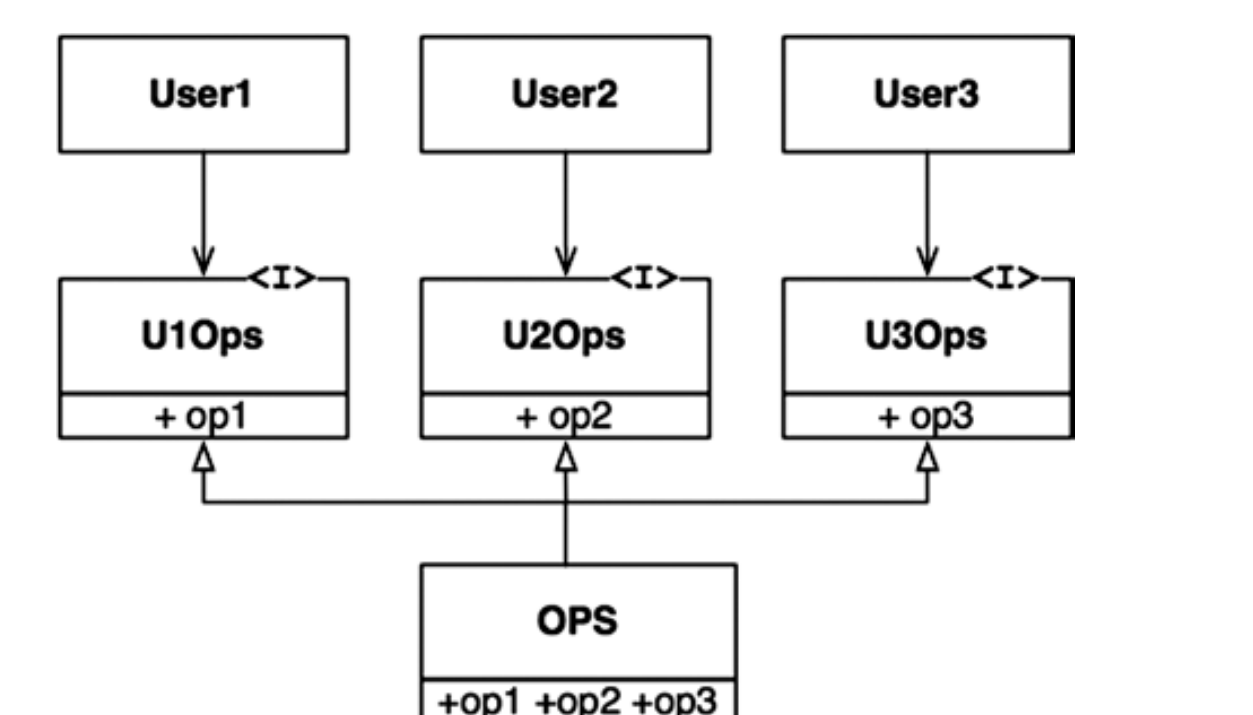 User1 User2 User3
<I> <I> <I>
U1Ops U2Ops U3Ops
+ op1 + op2 + op3
OPS
+op1 +op2 +op3